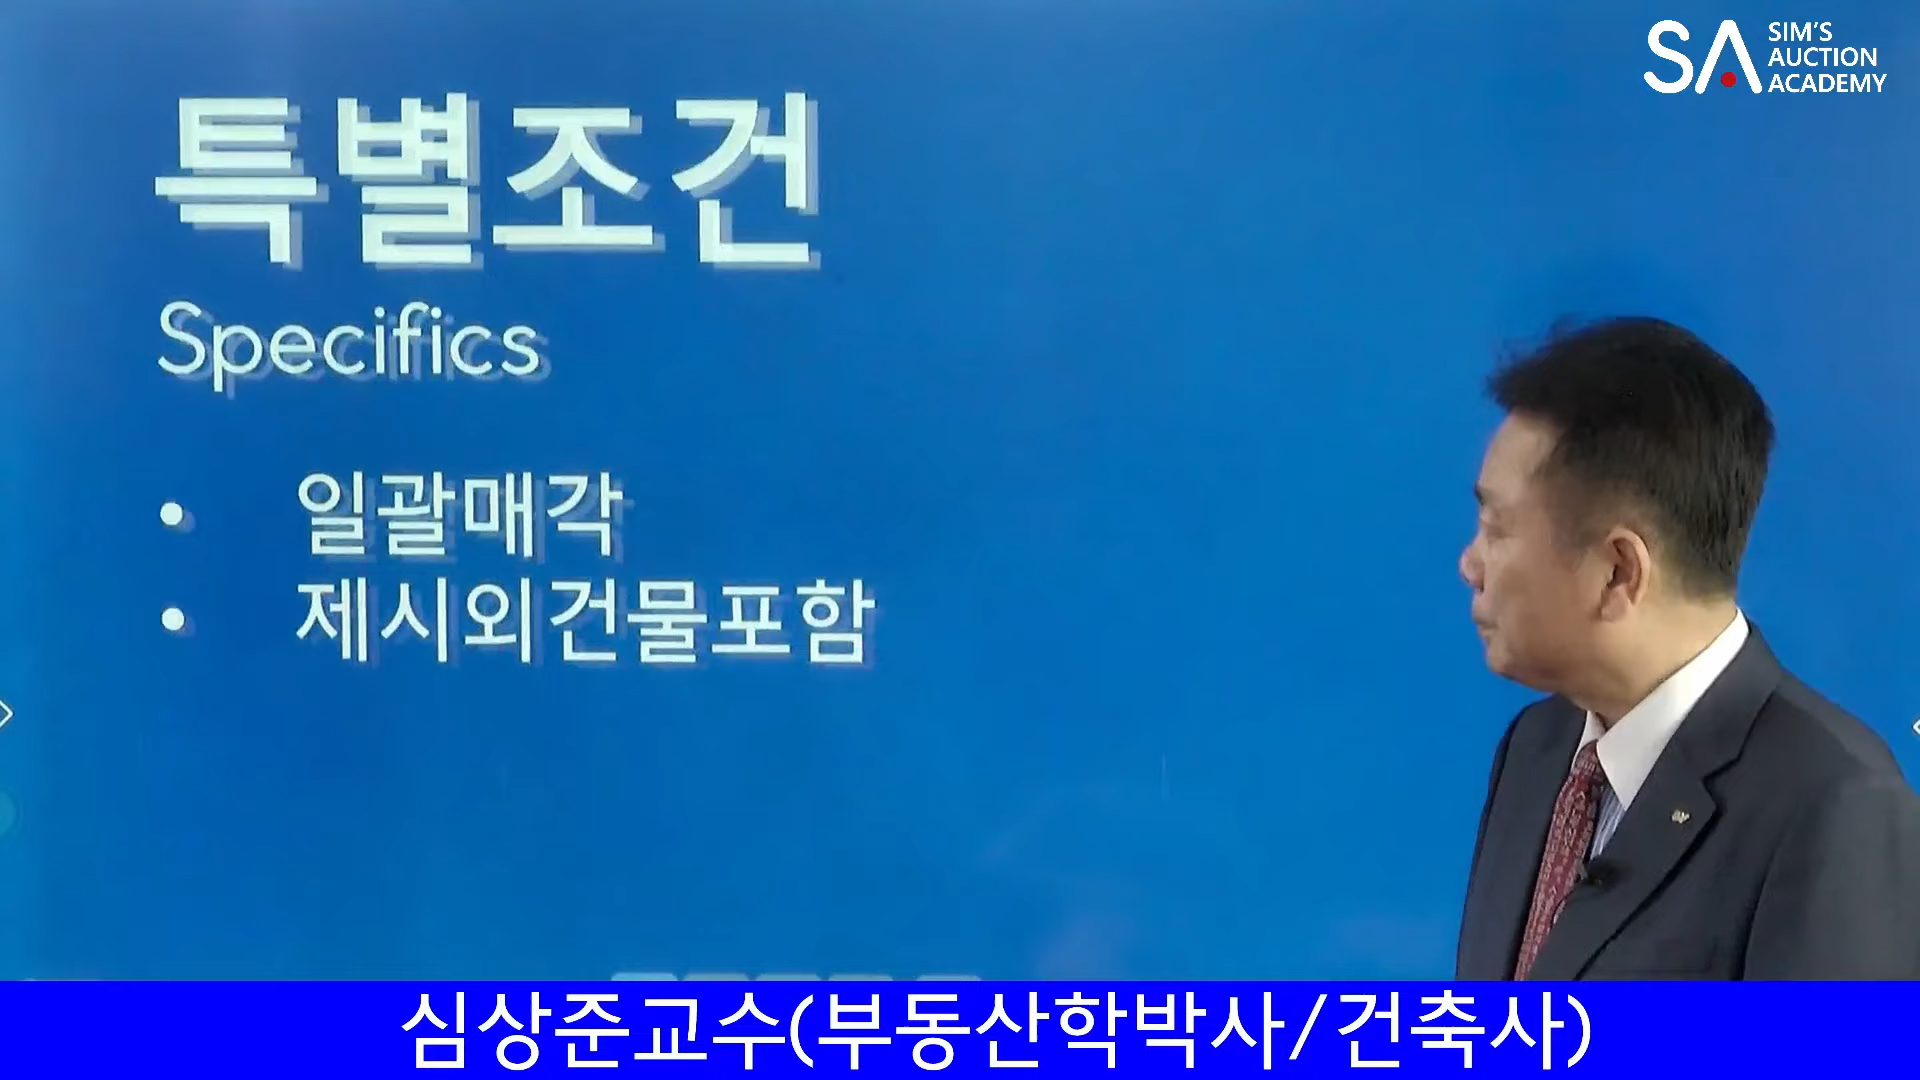 SA SIM'S
AUCTION
ACADEMY
특별조건
Specifics
• 일괄매각
• 제시외건물포함
심상준교수(부동산학박사/건축사)